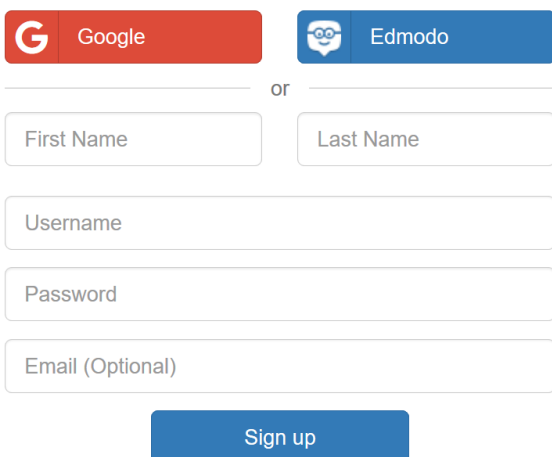 G Google Edmodo
or
First Name Last Name
Username
Password
Email (Optional)
Sign up